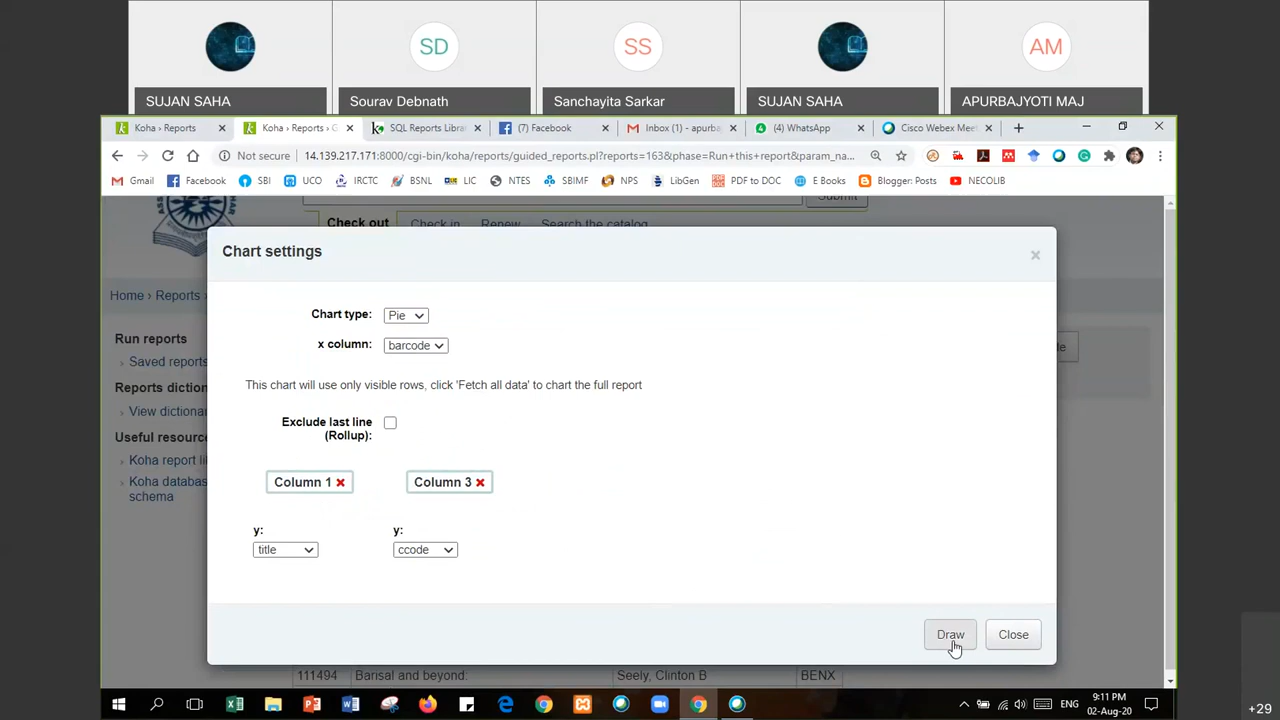 SD
SS
AM
SUJAN SAHA
Sourav Debnath
Sanchayita Sarkar
SUJAN SAHA
APURBAJYOTI MAJ
Koha › Reports
Koha › Reports › G
SQL Reports Libra
(7) Facebook
Inbox (1) - apurba
(4) WhatsApp
Cisco Webex Mee
Not secure
14.139.217.171:8000/cgi-bin/koha/reports/guided_reports.pl?reports=163&phase=Run+this+report&param_na...
Gmail
Facebook
SBI
UCO
IRCTC
BSNL
LIC
NTES
SBIMF
NPS
LibGen
PDF to DOC
E Books
Blogger: Posts
NECOLIB
Submit
Check out
Check in
Renew
Search the catalog
Chart settings
Home › Reports ›
Chart type:
Pie
x column:
barcode
Run reports
Saved reports
Reports dictio
View dictionar
Useful resourc
Koha report li
Koha databas
schema
This chart will use only visible rows, click 'Fetch all data' to chart the full report
Exclude last line
(Rollup):
Column 1
Column 3
y:
y:
title
ccode
Draw
Close
111494
Barisal and beyond:
Seely, Clinton B
BENX
ENG
9:11 PM
02-Aug-20
+29